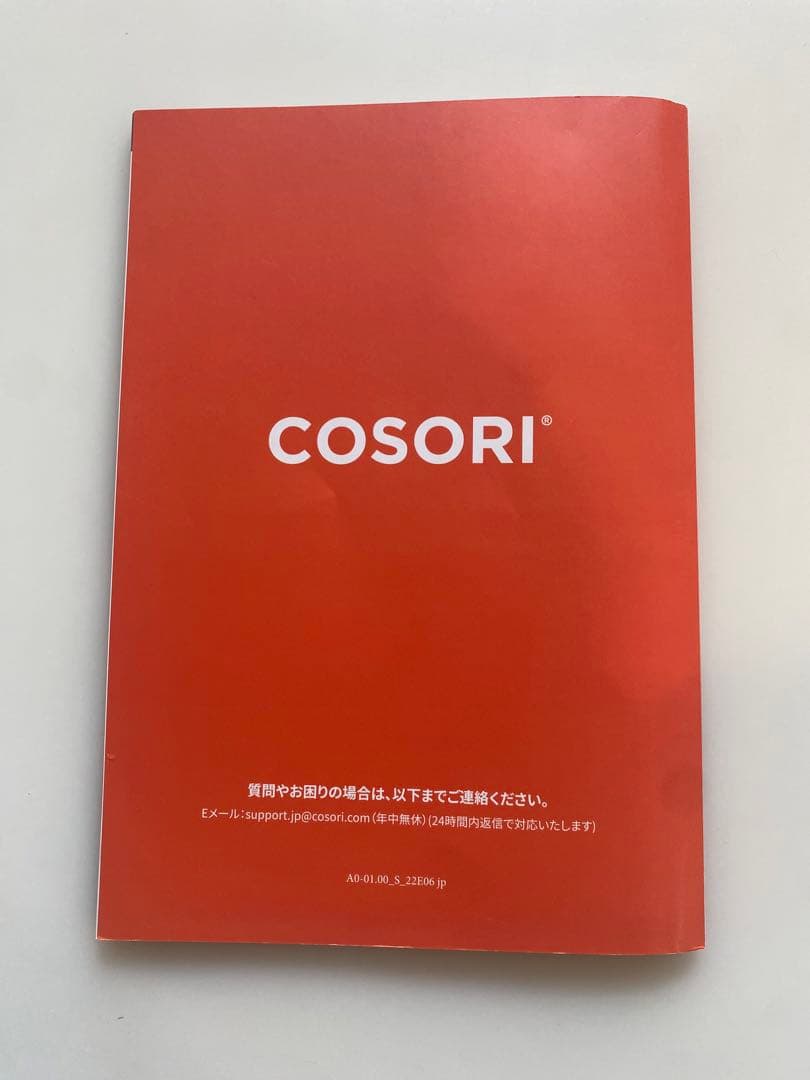 COSORI®
質問やお困りの場合は、以下までご連絡ください。
Eメール：support.jp@cosori.com（年中無休）(24時間内返信で対応いたします)
A0-01.00_S_22E06 jp